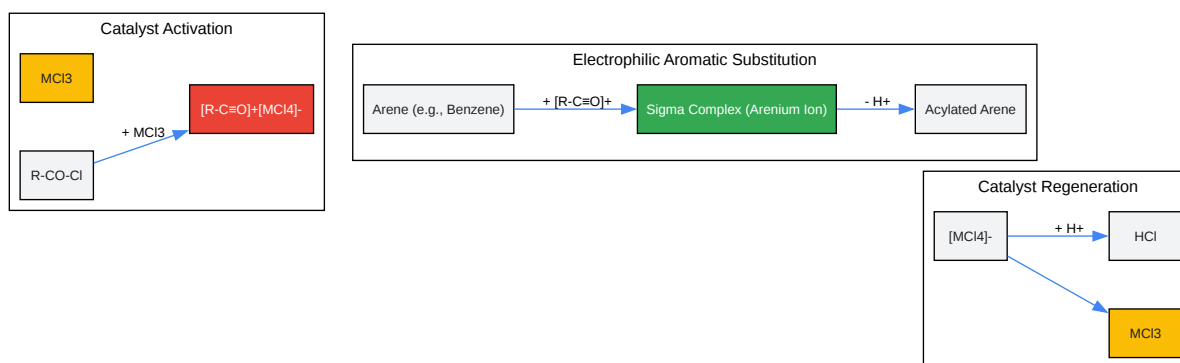 Catalyst Activation
MCl3
[R-C≡O]+[MCl4]-
+ MCl3
R-CO-Cl
Electrophilic Aromatic Substitution
Arene (e.g., Benzene)
+ [R-C≡O]+
Sigma Complex (Arenium Ion)
- H+
Acylated Arene
Catalyst Regeneration
[MCl4]-
+ H+
HCl
MCl3